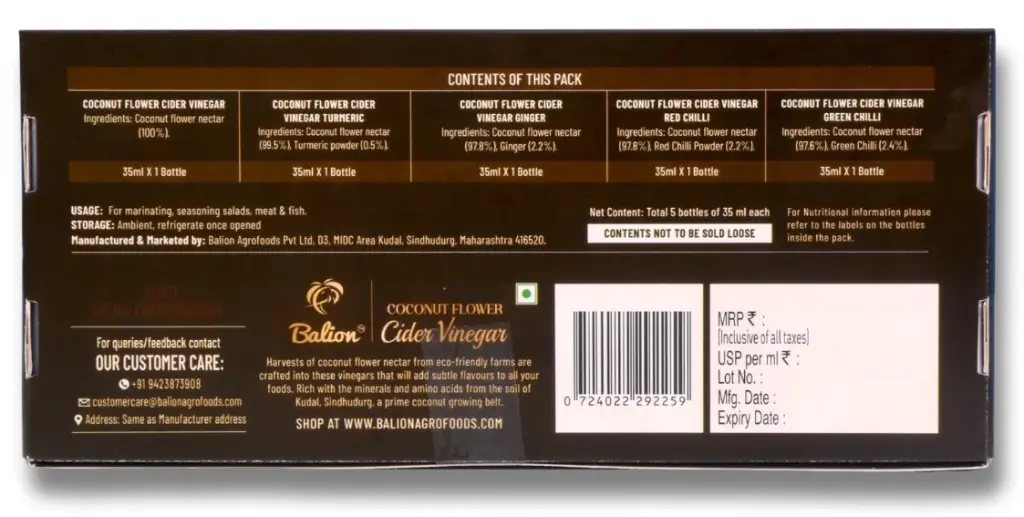 CONTENTS OF THIS PACK
COCONUT FLOWER CIDER VINEGAR
Ingredients: Coconut flower nectar
(100%).
35ml X 1 Bottle
COCONUT FLOWER CIDER
VINEGAR TURMERIC
Ingredients: Coconut flower nectar
(99.5%), Turmeric powder (0.5%).
35ml X 1 Bottle
COCONUT FLOWER CIDER
VINEGAR GINGER
Ingredients: Coconut flower nectar
(97.8%), Ginger (2.2%).
35ml X 1 Bottle
COCONUT FLOWER CIDER VINEGAR
RED CHILLI
Ingredients: Coconut flower nectar
(97.8%), Red Chilli Powder (2.2%).
35ml X 1 Bottle
COCONUT FLOWER CIDER VINEGAR
GREEN CHILLI
Ingredients: Coconut flower nectar
(97.6%), Green Chilli (2.4%).
35ml X 1 Bottle
USAGE: For marinating, seasoning salads, meat & fish.
STORAGE: Ambient, refrigerate once opened
Manufactured & Marketed by: Balion Agrofoods Pvt Ltd, D3, MIDC Area Kudal, Sindhudurg, Maharashtra 416520.
Net Content: Total 5 bottles of 35 ml each
CONTENTS NOT TO BE SOLD LOOSE
For Nutritional information please
refer to the labels on the bottles
inside the pack.
For queries/feedback contact
OUR CUSTOMER CARE:
+91 9423873908
customercare@balionagrofoods.com
Address: Same as Manufacturer address
Balion™
COCONUT FLOWER
Cider Vinegar
Harvests of coconut flower nectar from eco-friendly farms are
crafted into these vinegars that will add subtle flavours to all your
foods. Rich with the minerals and amino acids from the soil of
Kudal, Sindhudurg, a prime coconut growing belt.
SHOP AT WWW.BALIONAGROFOODS.COM
0 724022 292259
MRP ₹ :
(Inclusive of all taxes)
USP per ml ₹ :
Lot No. :
Mfg. Date :
Expiry Date :